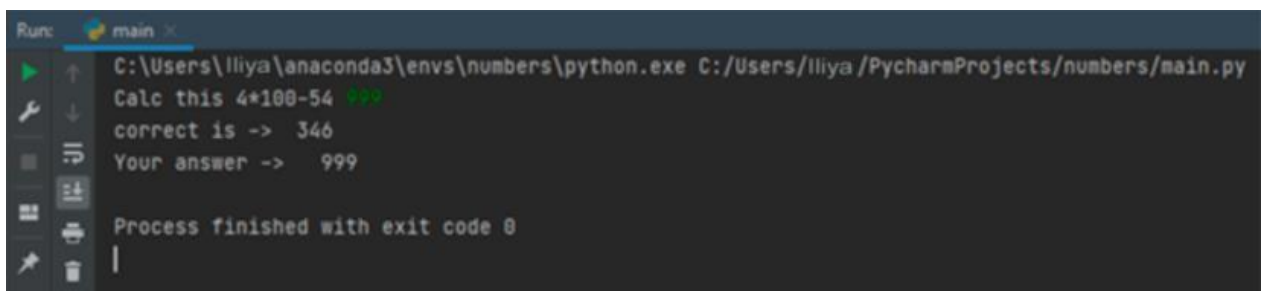 Run: main ×
C:\Users\Iliya\anaconda3\envs\numbers\python.exe C:/Users/Iliya/PycharmProjects/numbers/main.py
Calc this 4*100-54 999
correct is -> 346
Your answer -> 999
Process finished with exit code 0